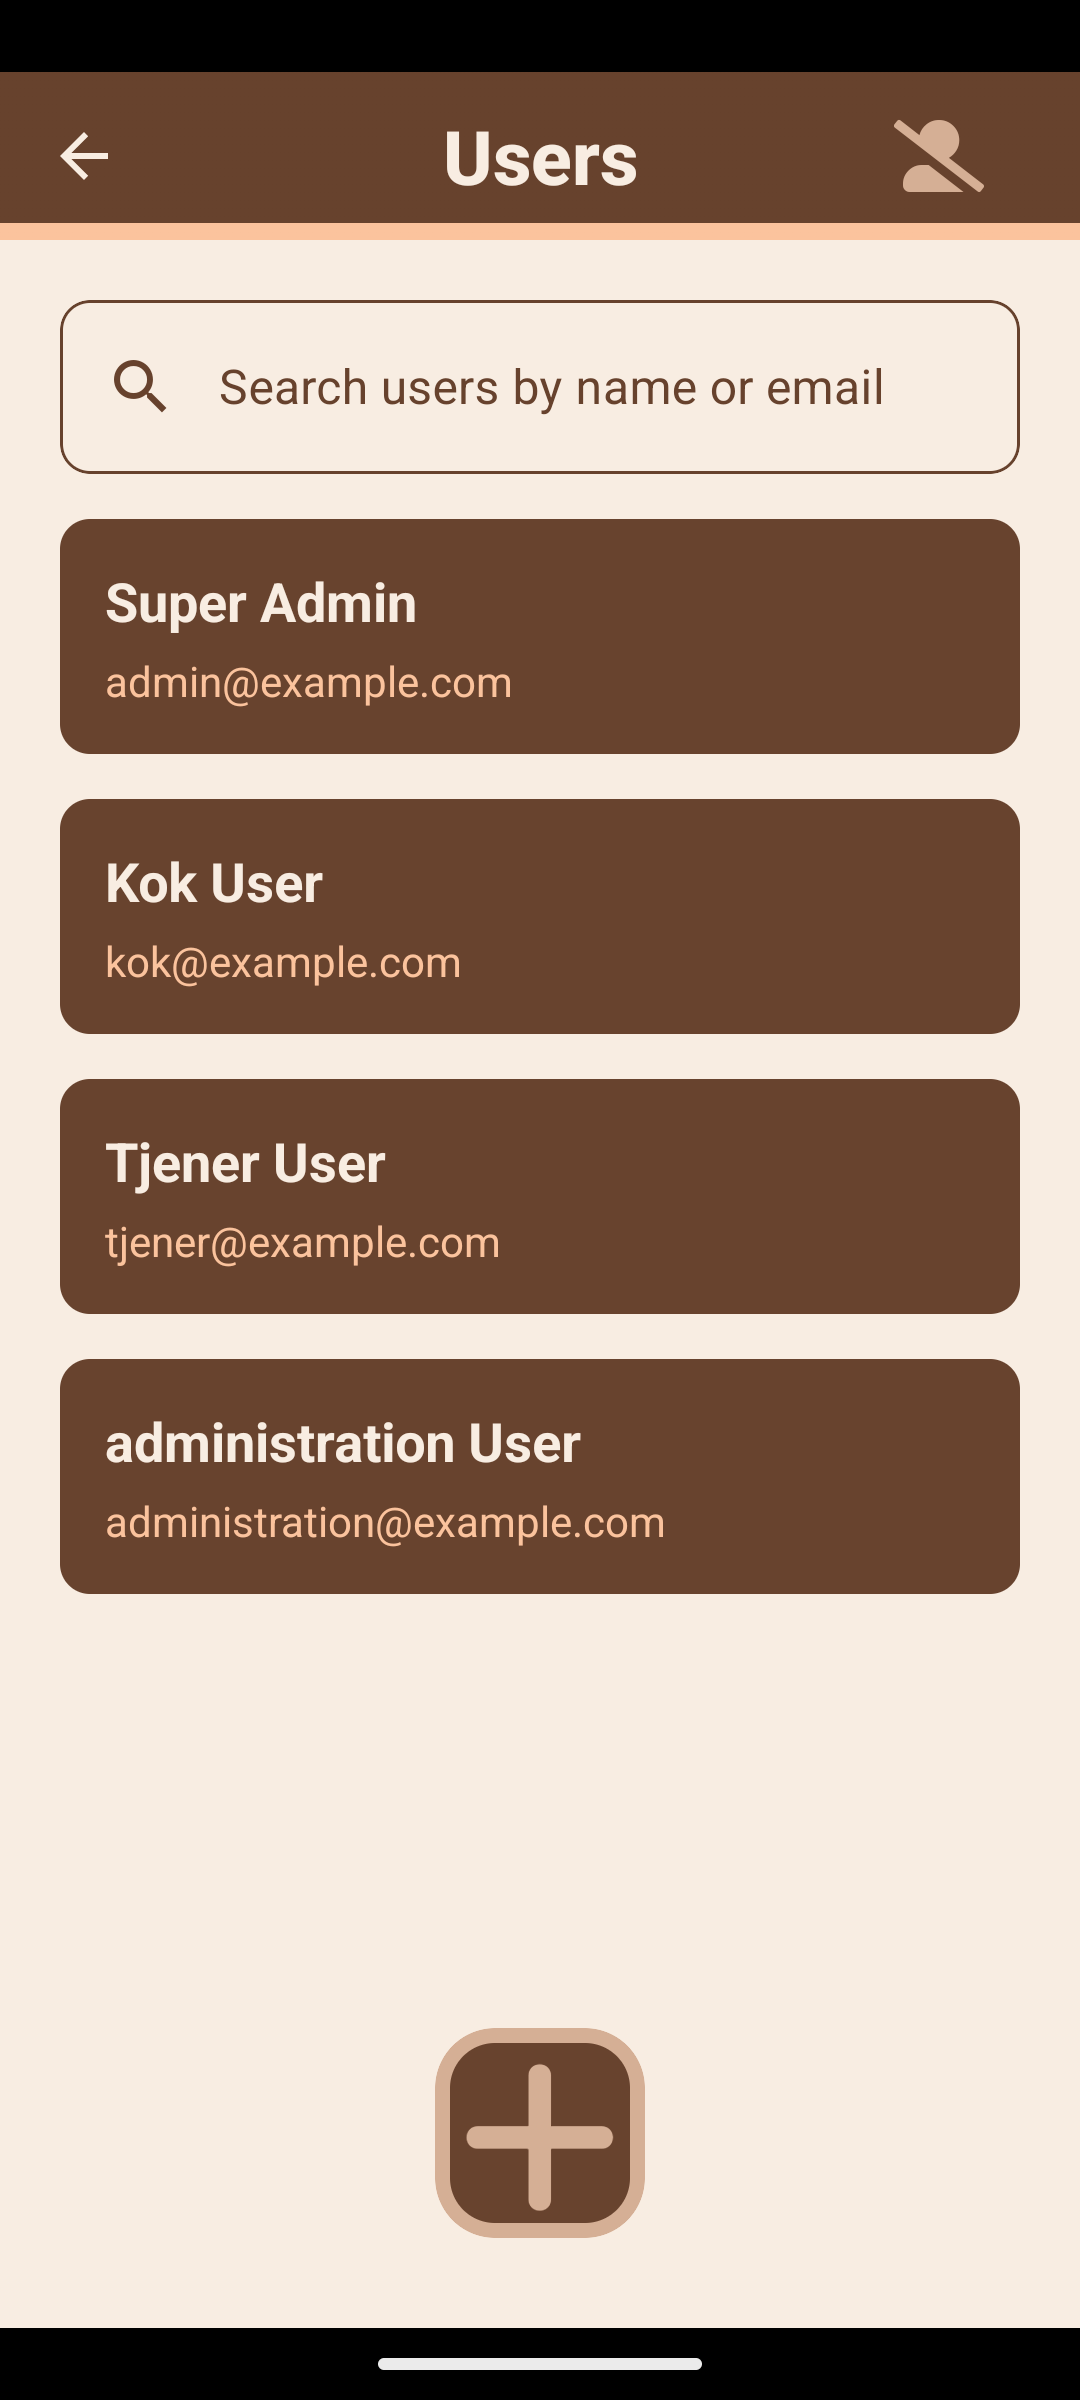 Users
Search users by name or email
Super Admin
admin@example.com
Kok User
kok@example.com
Tjener User
tjener@example.com
administration User
administration@example.com